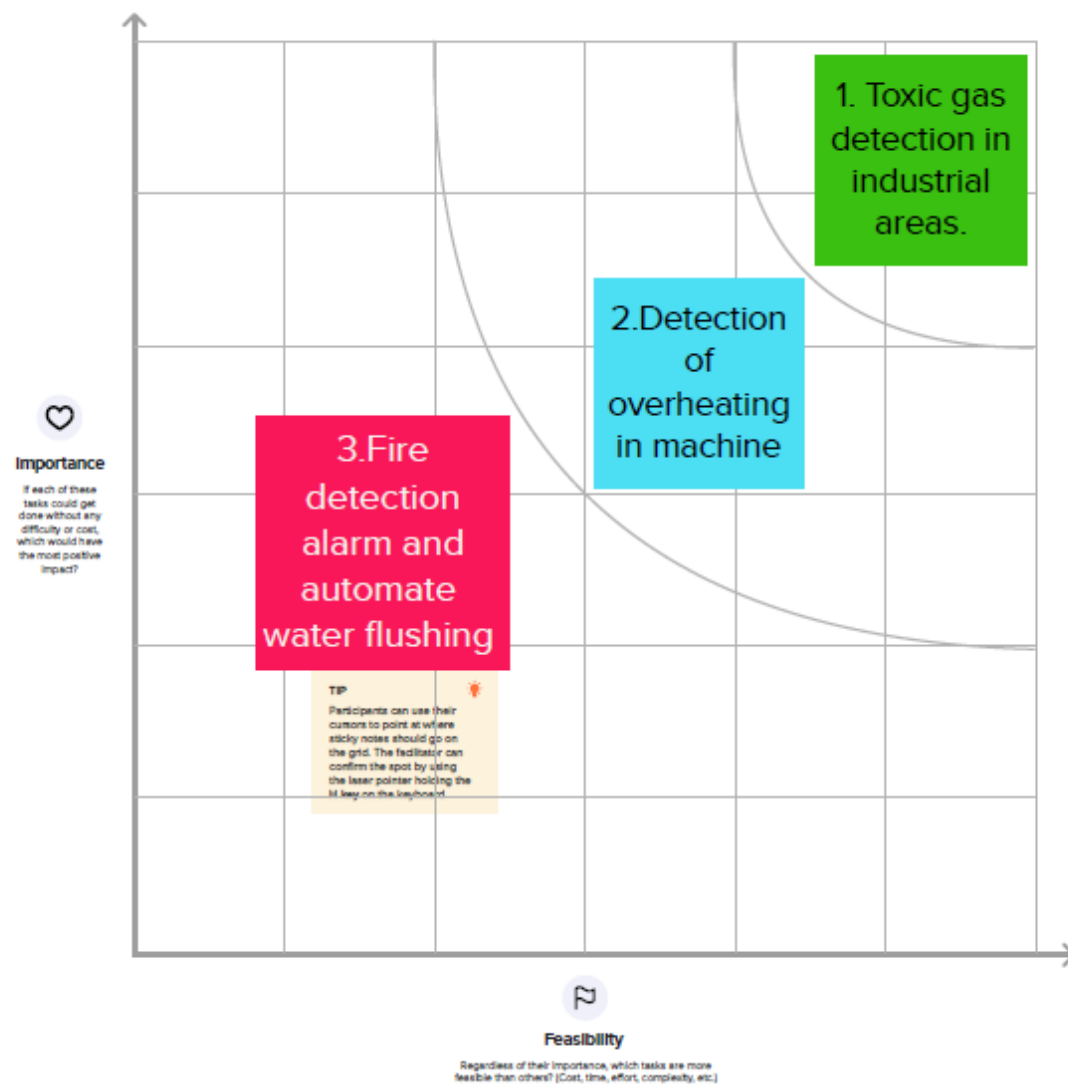 1. Toxic gas
detection in
industrial
areas.
2.Detection
of
overheating
in machine
3.Fire
detection
alarm and
automate
water flushing
Importance
If each of these
tasks could get
done without any
difficulty or cost,
which would have
the most positive
impact?
TIP
Participants can use their
cursors to point at where
sticky notes should go on
the grid. The facilitator can
confirm the spot by using
the laser pointer holding the
H key on the keyboard.
Feasibility
Regardless of their importance, which tasks are more
feasible than others? (Cost, time, effort, complexity, etc.)